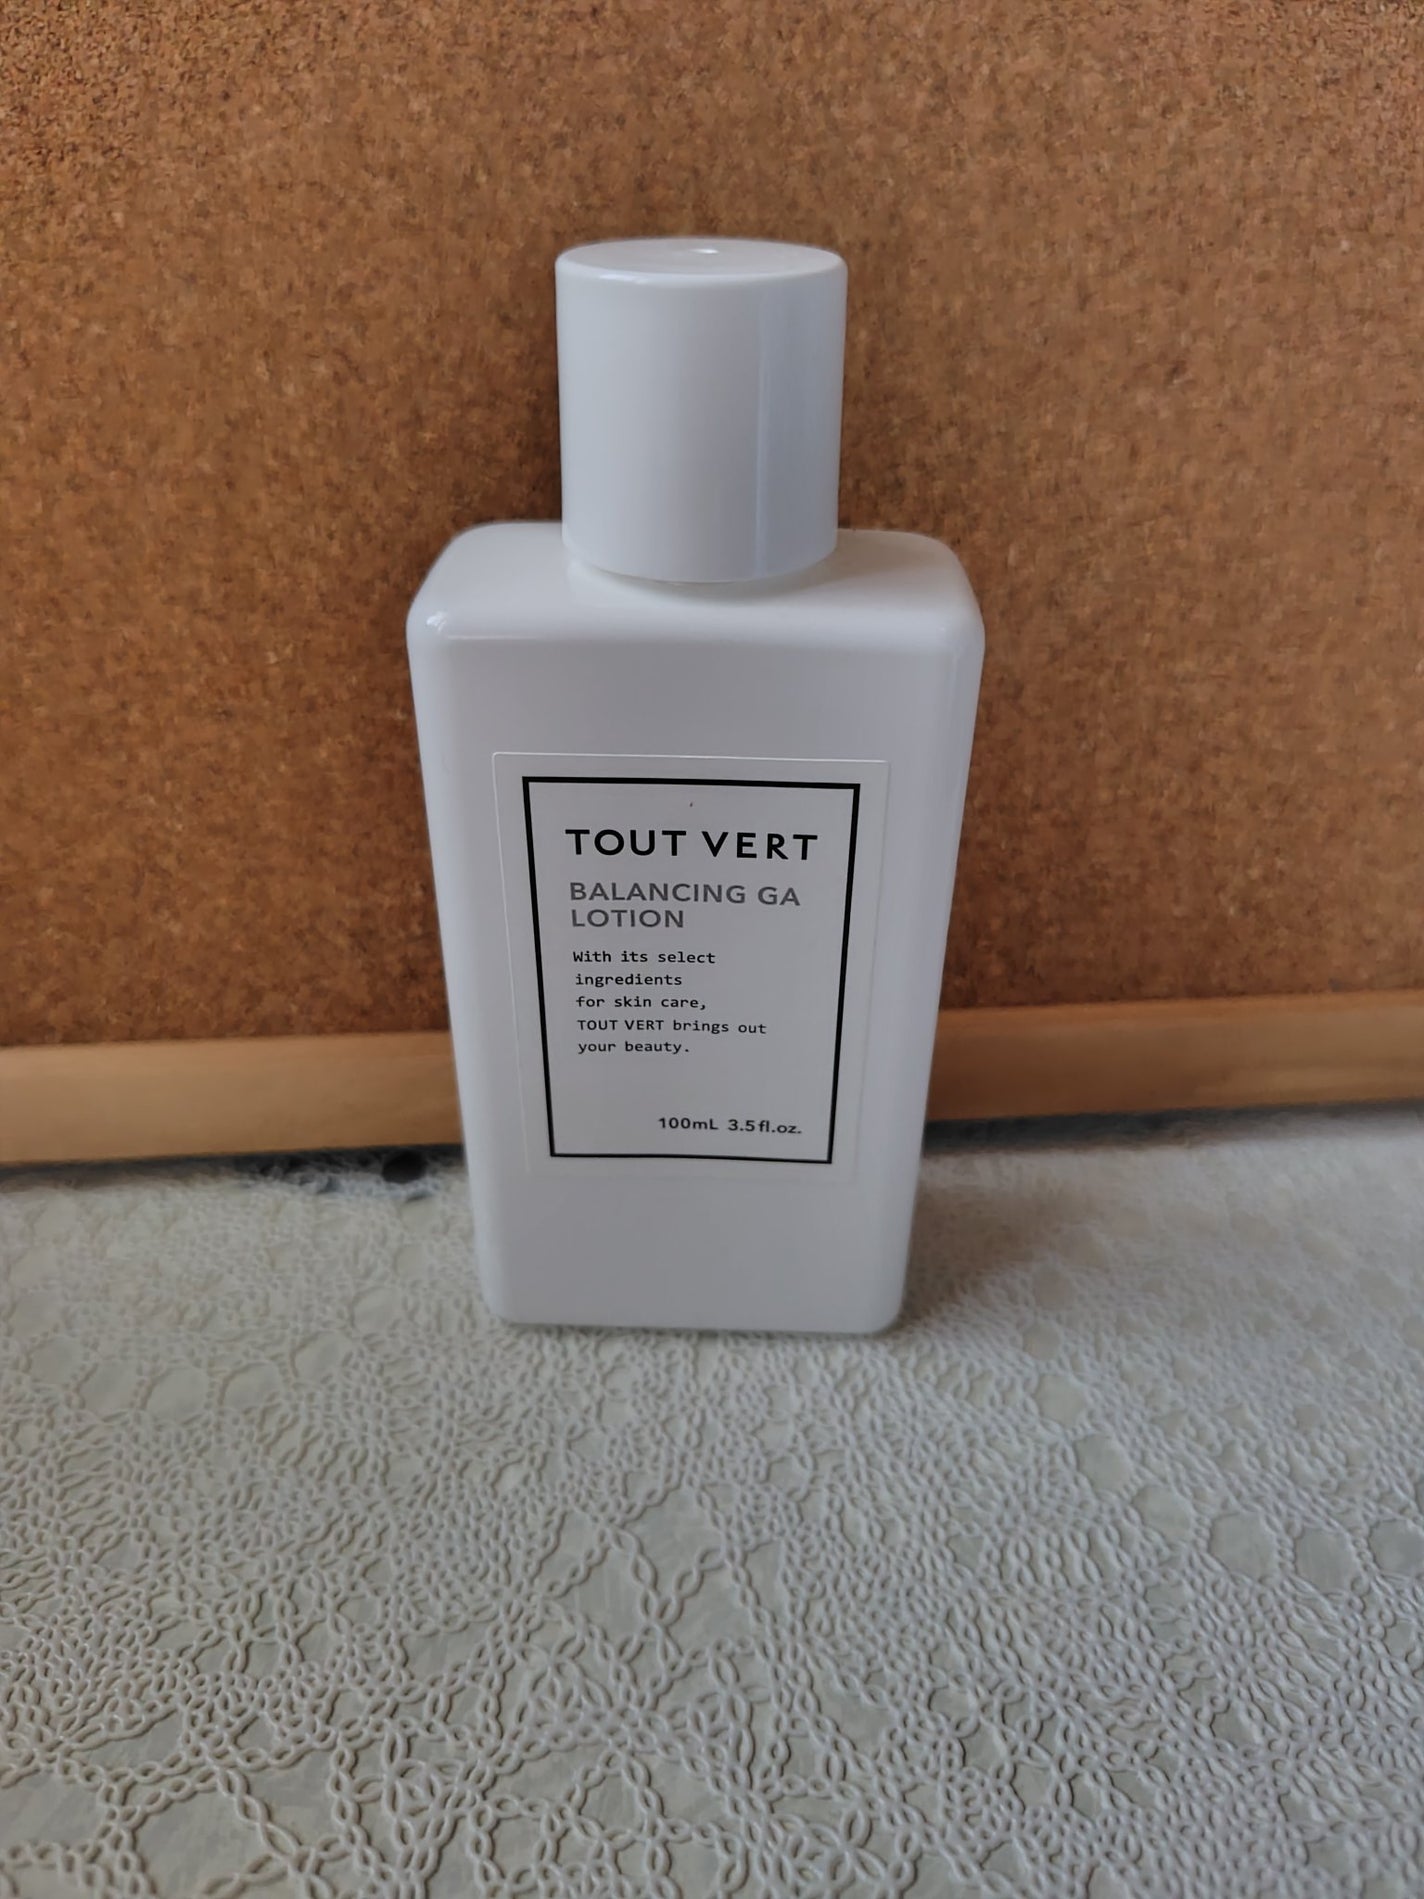 TOUT VERT
BALANCING GA
LOTION
With its select
ingredients
for skin care,
TOUT VERT brings out
your beauty.
100mL 3.5fl.oz.